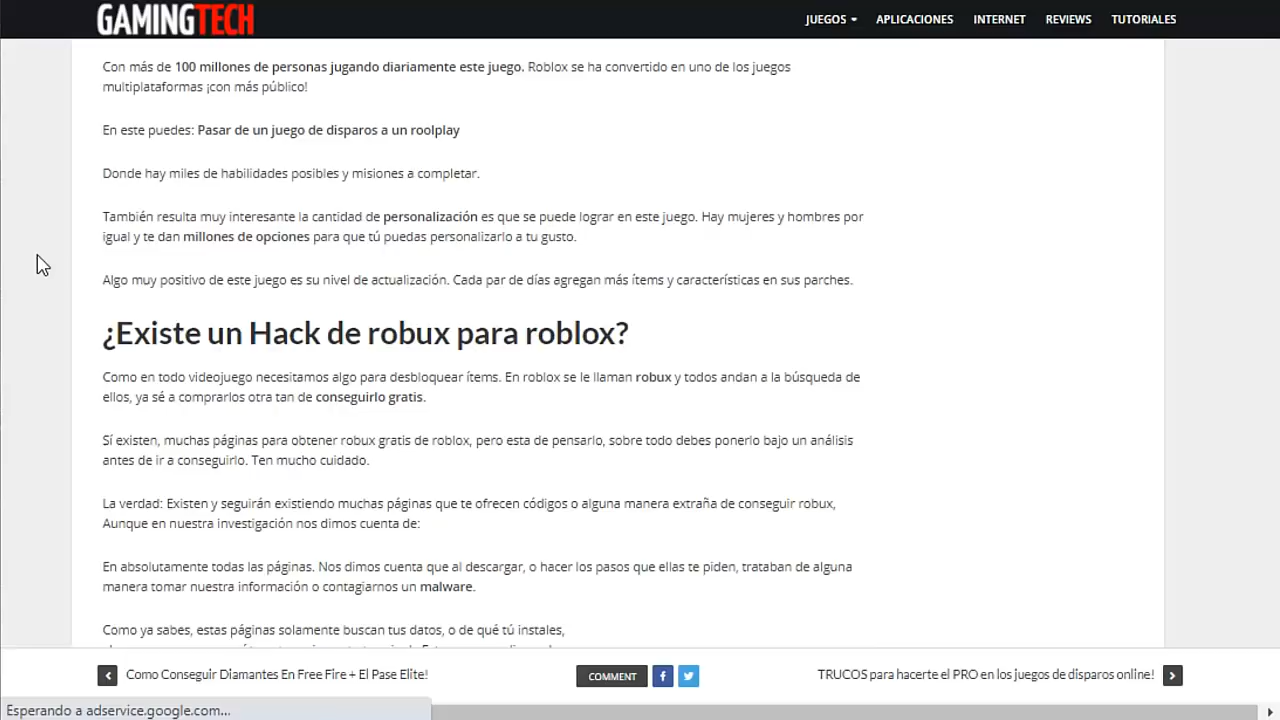 GAMINGTECH
JUEGOS
APLICACIONES
INTERNET
REVIEWS
TUTORIALES
Con más de 100 millones de personas jugando diariamente este juego. Roblox se ha convertido en uno de los juegos
multiplataformas ¡con más público!
En este puedes: Pasar de un juego de disparos a un roolplay
Donde hay miles de habilidades posibles y misiones a completar.
También resulta muy interesante la cantidad de personalización es que se puede lograr en este juego. Hay mujeres y hombres por
igual y te dan millones de opciones para que tú puedas personalizarlo a tu gusto.
Algo muy positivo de este juego es su nivel de actualización. Cada par de días agregan más ítems y características en sus parches.
¿Existe un Hack de robux para roblox?
Como en todo videojuego necesitamos algo para desbloquear ítems. En roblox se le llaman robux y todos andan a la búsqueda de
ellos, ya sé a comprarlos otra tan de conseguirlo gratis.
Sí existen, muchas páginas para obtener robux gratis de roblox, pero esta de pensarlo, sobre todo debes ponerlo bajo un análisis
antes de ir a conseguirlo. Ten mucho cuidado.
La verdad: Existen y seguirán existiendo muchas páginas que te ofrecen códigos o alguna manera extraña de conseguir robux,
Aunque en nuestra investigación nos dimos cuenta de:
En absolutamente todas las páginas. Nos dimos cuenta que al descargar, o hacer los pasos que ellas te piden, trataban de alguna
manera tomar nuestra información o contagiarnos un malware.
Como ya sabes, estas páginas solamente buscan tus datos, o de qué tú instales,
Como Conseguir Diamantes En Free Fire + El Pase Elite!
COMMENT
TRUCOS para hacerte el PRO en los juegos de disparos online!
Esperando a adservice.google.com...